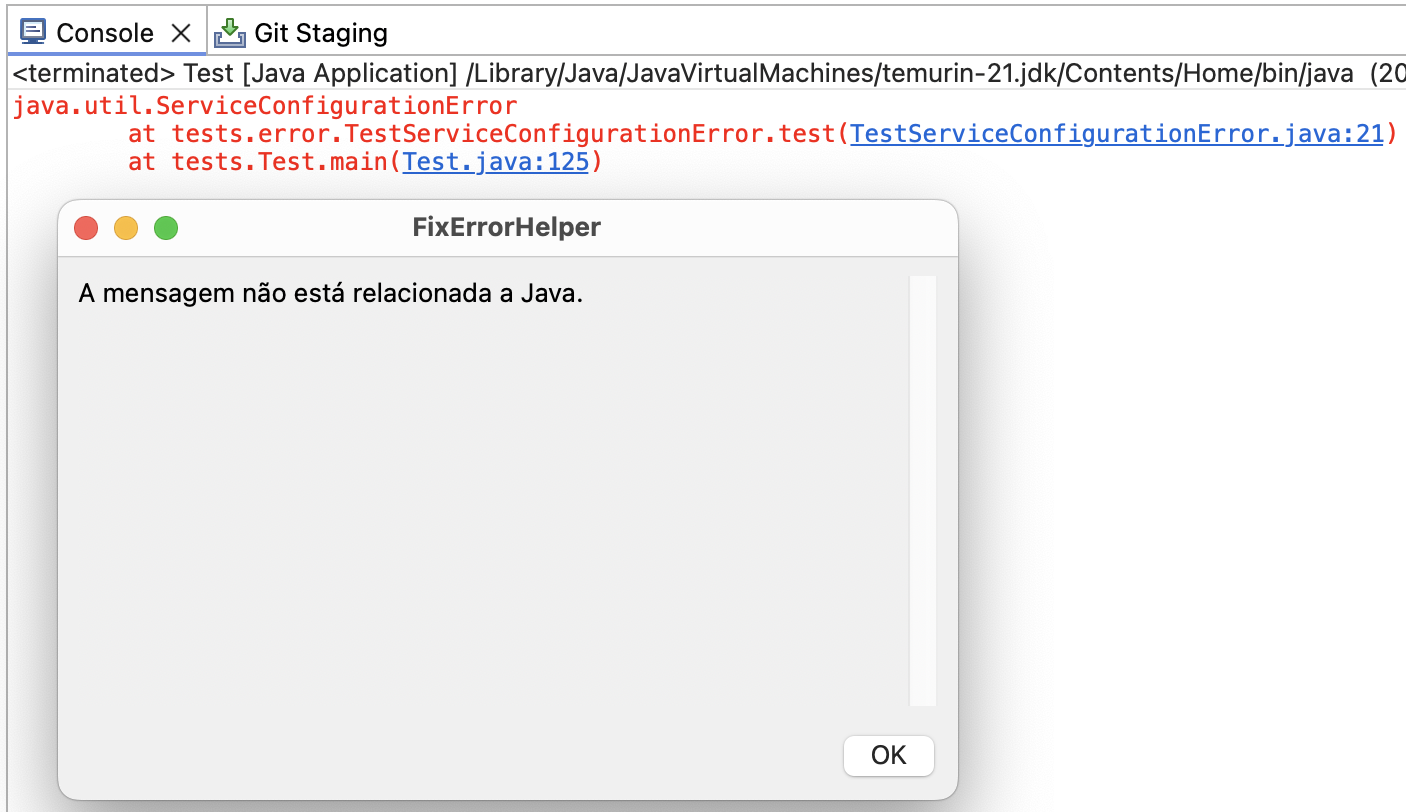 Console Git Staging
<terminated> Test [Java Application] /Library/Java/JavaVirtualMachines/temurin-21.jdk/Contents/Home/bin/java (20
java.util.ServiceConfigurationError
at tests.error.TestServiceConfigurationError.test(TestServiceConfigurationError.java:21)
at tests.Test.main(Test.java:125)
FixErrorHelper
A mensagem não está relacionada a Java.
OK